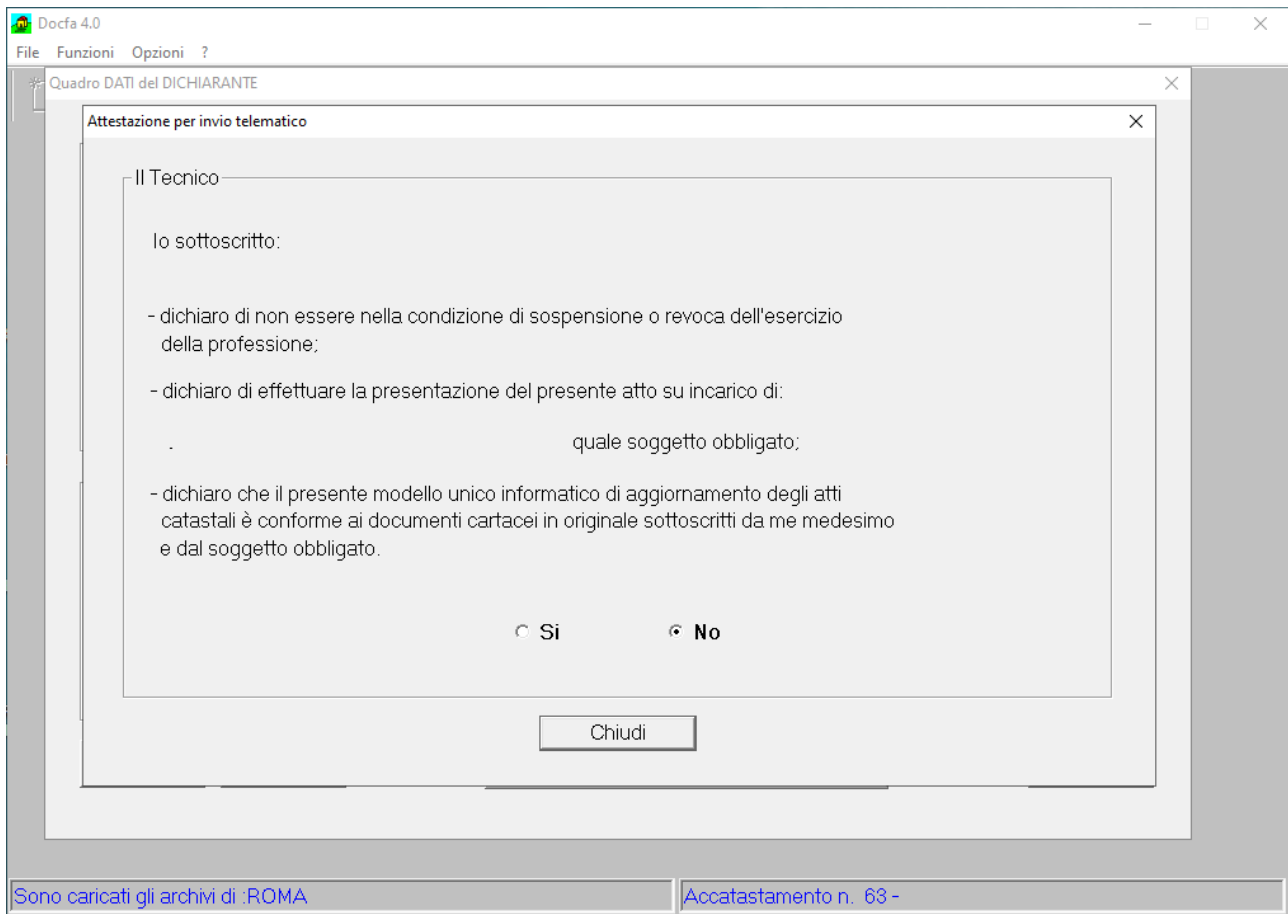 Docfa 4.0
File Funzioni Opzioni ?
Quadro DATI del DICHIARANTE
Attestazione per invio telematico
Il Tecnico
Io sottoscritto:
- dichiaro di non essere nella condizione di sospensione o revoca dell'esercizio
della professione;
- dichiaro di effettuare la presentazione del presente atto su incarico di:
. quale soggetto obbligato;
- dichiaro che il presente modello unico informatico di aggiornamento degli atti
catastali è conforme ai documenti cartacei in originale sottoscritti da me medesimo
e dal soggetto obbligato.
Si No
Chiudi
Sono caricati gli archivi di :ROMA Accatastamento n. 63 -